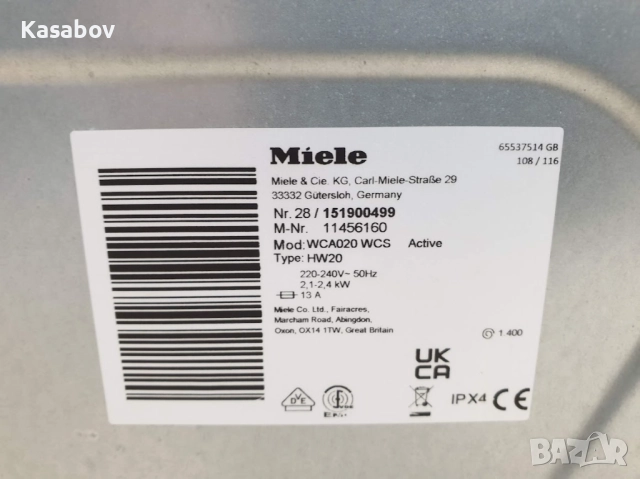 Kasabov
Miele
65537514 GB
108 / 116
Miele & Cie. KG, Carl-Miele-Straße 29
33332 Gütersloh, Germany
Nr. 28 / 151900499
M-Nr. 11456160
Mod: WCA020 WCS Active
Type: HW20
220-240V~ 50Hz
2,1-2,4 kW
13 A
Miele Co. Ltd., Fairacres,
Marcham Road, Abingdon,
Oxon, OX14 1TW, Great Britain
1.400
UK
CA
DVE
IPX4 CE
BAZAR